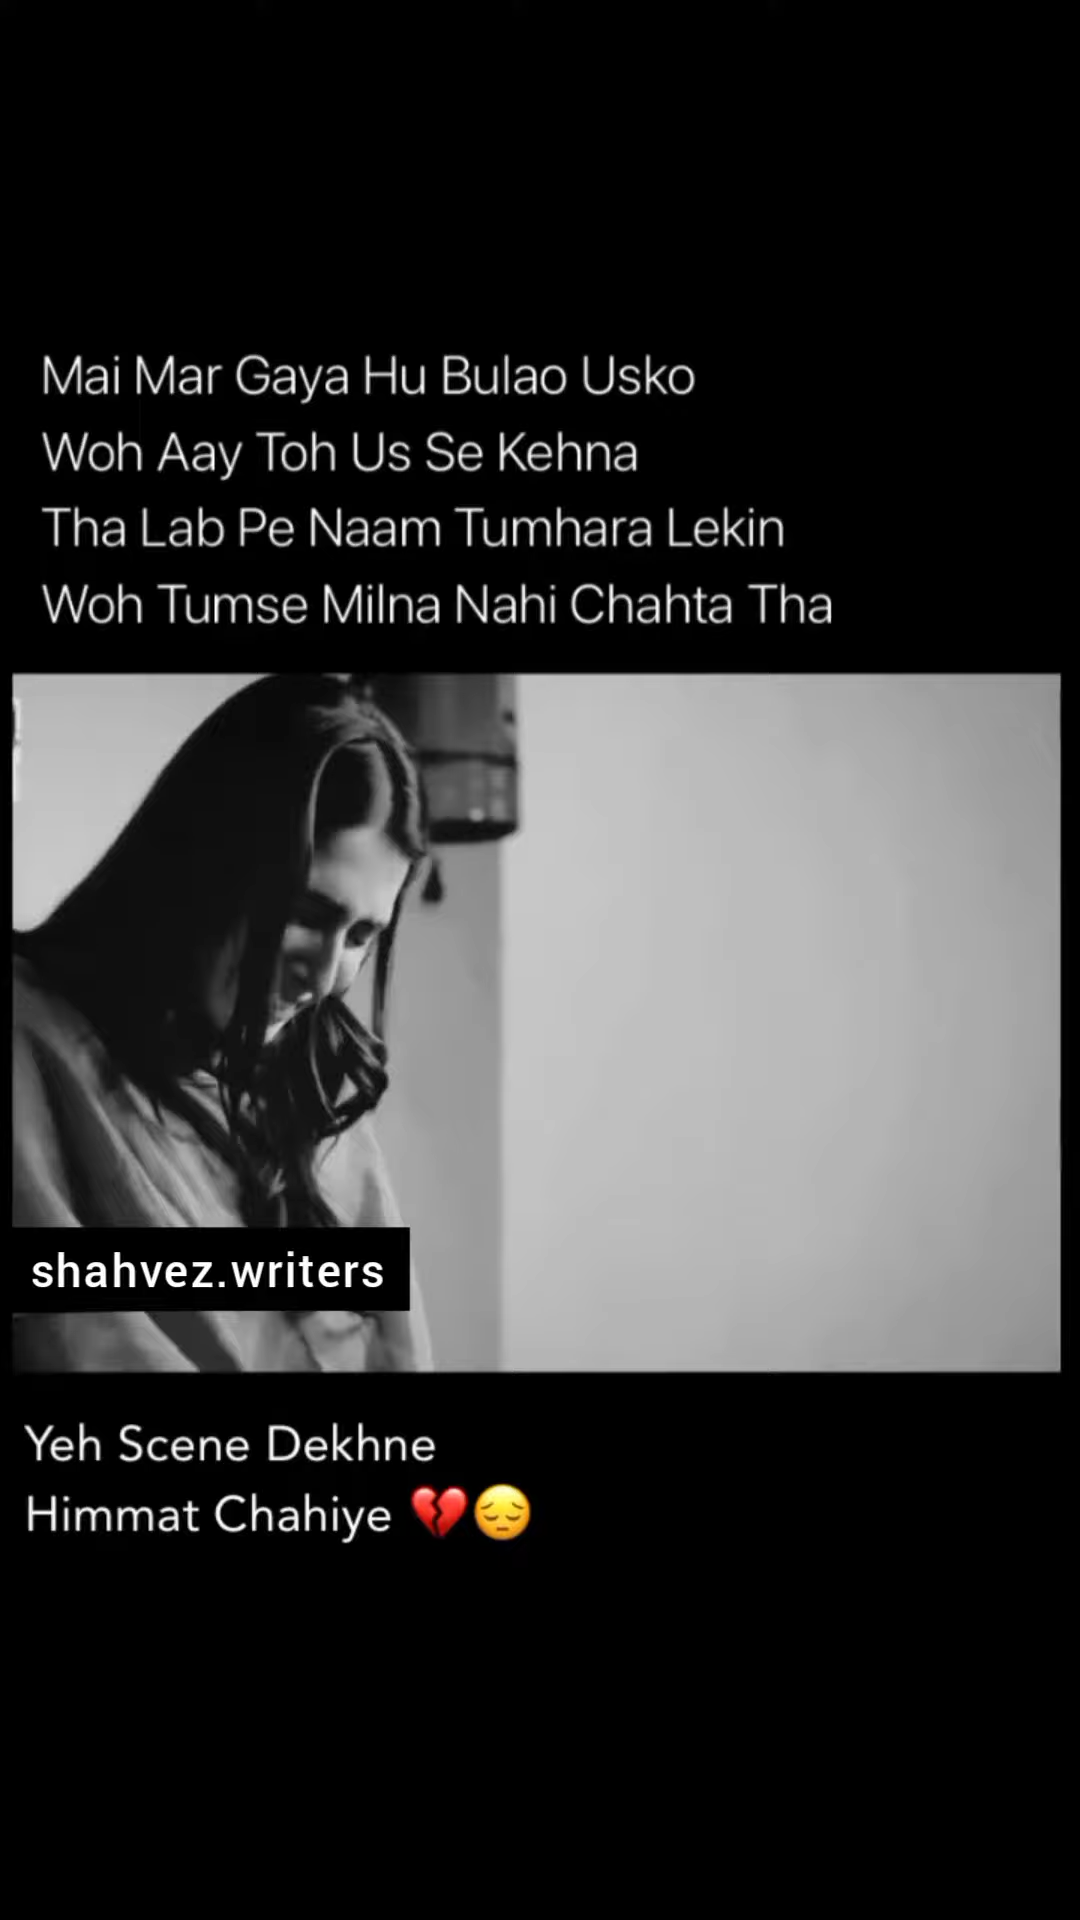 Mai Mar Gaya Hu Bulao Usko
Woh Aay Toh Us Se Kehna
Tha Lab Pe Naam Tumhara Lekin
Woh Tumse Milna Nahi Chahta Tha
shahvez.writers
Yeh Scene Dekhne
Himmat Chahiye 💔😔